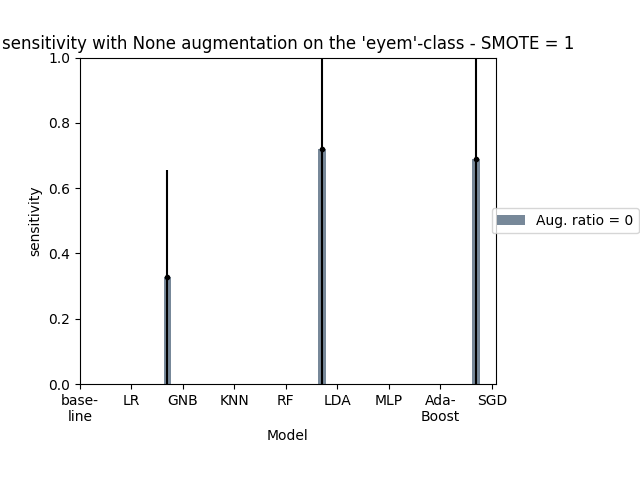 sensitivity with None augmentation on the 'eyem'-class - SMOTE = 1
1.0
0.8
0.6
0.4
0.2
0.0
sensitivity
Aug. ratio = 0
base-
line
LR
GNB
KNN
RF
LDA
MLP
Ada-
Boost
SGD
Model